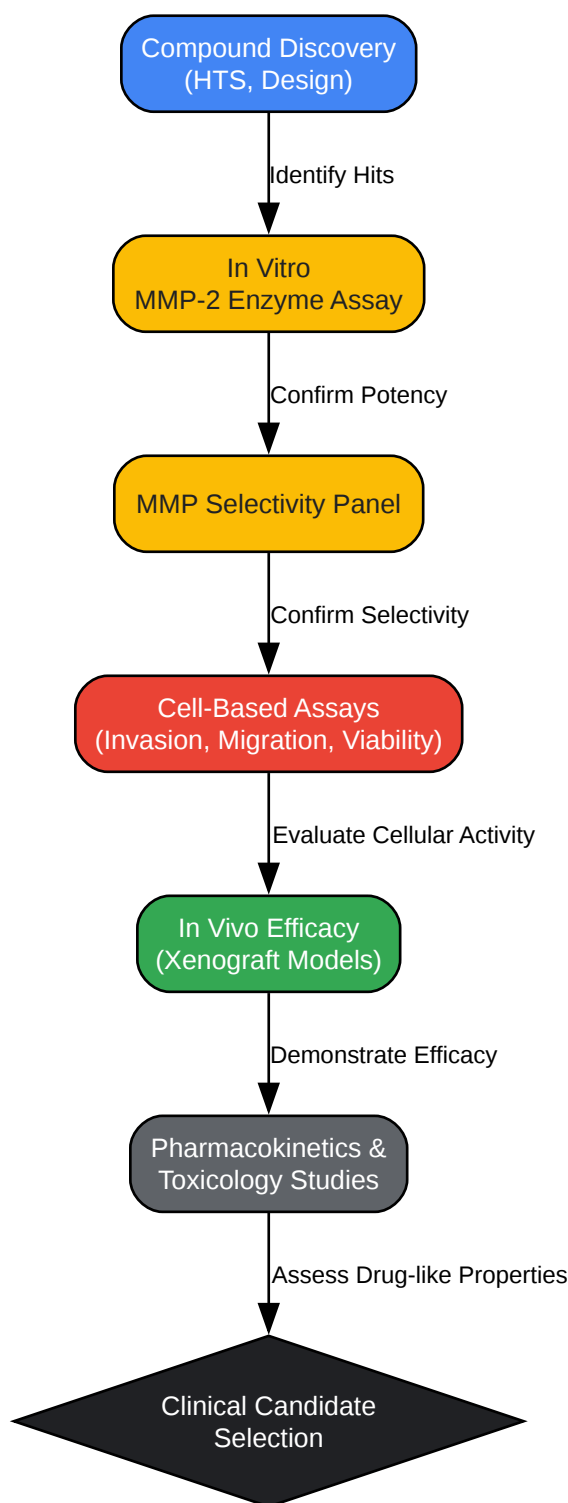 Compound Discovery
(HTS, Design)
Identify Hits
In Vitro
MMP-2 Enzyme Assay
Confirm Potency
MMP Selectivity Panel
Confirm Selectivity
Cell-Based Assays
(Invasion, Migration, Viability)
Evaluate Cellular Activity
In Vivo Efficacy
(Xenograft Models)
Demonstrate Efficacy
Pharmacokinetics &
Toxicology Studies
Assess Drug-like Properties
Clinical Candidate
Selection